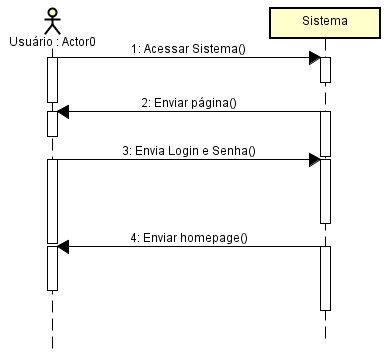 Sistema
Usuário : Actor0
1: Acessar Sistema()
2: Enviar página()
3: Envia Login e Senha()
4: Enviar homepage()